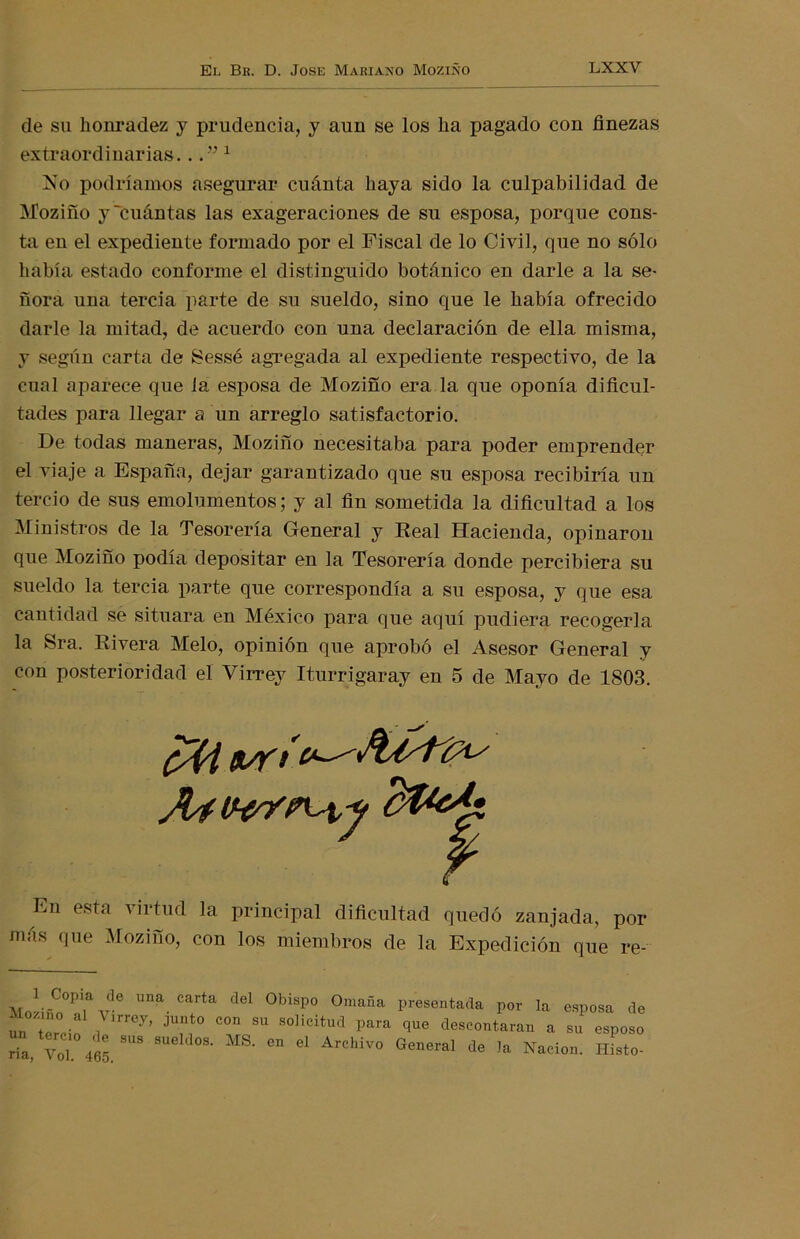 El Br. D. Jose Mariano Moziño LXXV
de su honradez y prudencia, y aun se los ha pagado con finezas
extraordinarias. . .” 1
No podríamos asegurar cuánta haya sido la culpabilidad de
Moziño y cuántas las exageraciones de su esposa, porque cons-
ta en el expediente formado por el Fiscal de lo Civil, que no sólo
había estado conforme el distinguido botánico en darle a la se-
ñora una tercia parte de su sueldo, sino que le había ofrecido
darle la mitad, de acuerdo con una declaración de ella misma,
y según carta de Sessé agregada al expediente respectivo, de la
cual aparece que la esposa de Moziño era la que oponía dificul-
tades para llegar a un arreglo satisfactorio.
De todas maneras, Moziño necesitaba para poder emprender
el viaje a España, dejar garantizado que su esposa recibiría un
tercio de sus emolumentos; y al fin sometida la dificultad a los
Ministros de la Tesorería General y Real Hacienda, opinaron
que Moziño podía depositar en la Tesorería donde percibiera su
sueldo la tercia parte que correspondía a su esposa, y que esa
cantidad se situara en México para que aquí pudiera recogerla
la Sra. Rivera Melo, opinión que aprobó el Asesor General y
con posterioridad el Virrey Iturrigaray en 5 de Mayo de 1803.
En esta virtud la principal dificultad quedó zanjada, por
más que Moziño, con los miembros de la Expedición que re-
1 Copia de una carta del Obispo Omaña presentada por la esposa de
Moziño al Virrey, junto con su solicitud para que descontaran a su esposo
un tercio de sus sueldos. MS. en el Archivo General de la Nacion. Histo-
ria, Vol. 465.